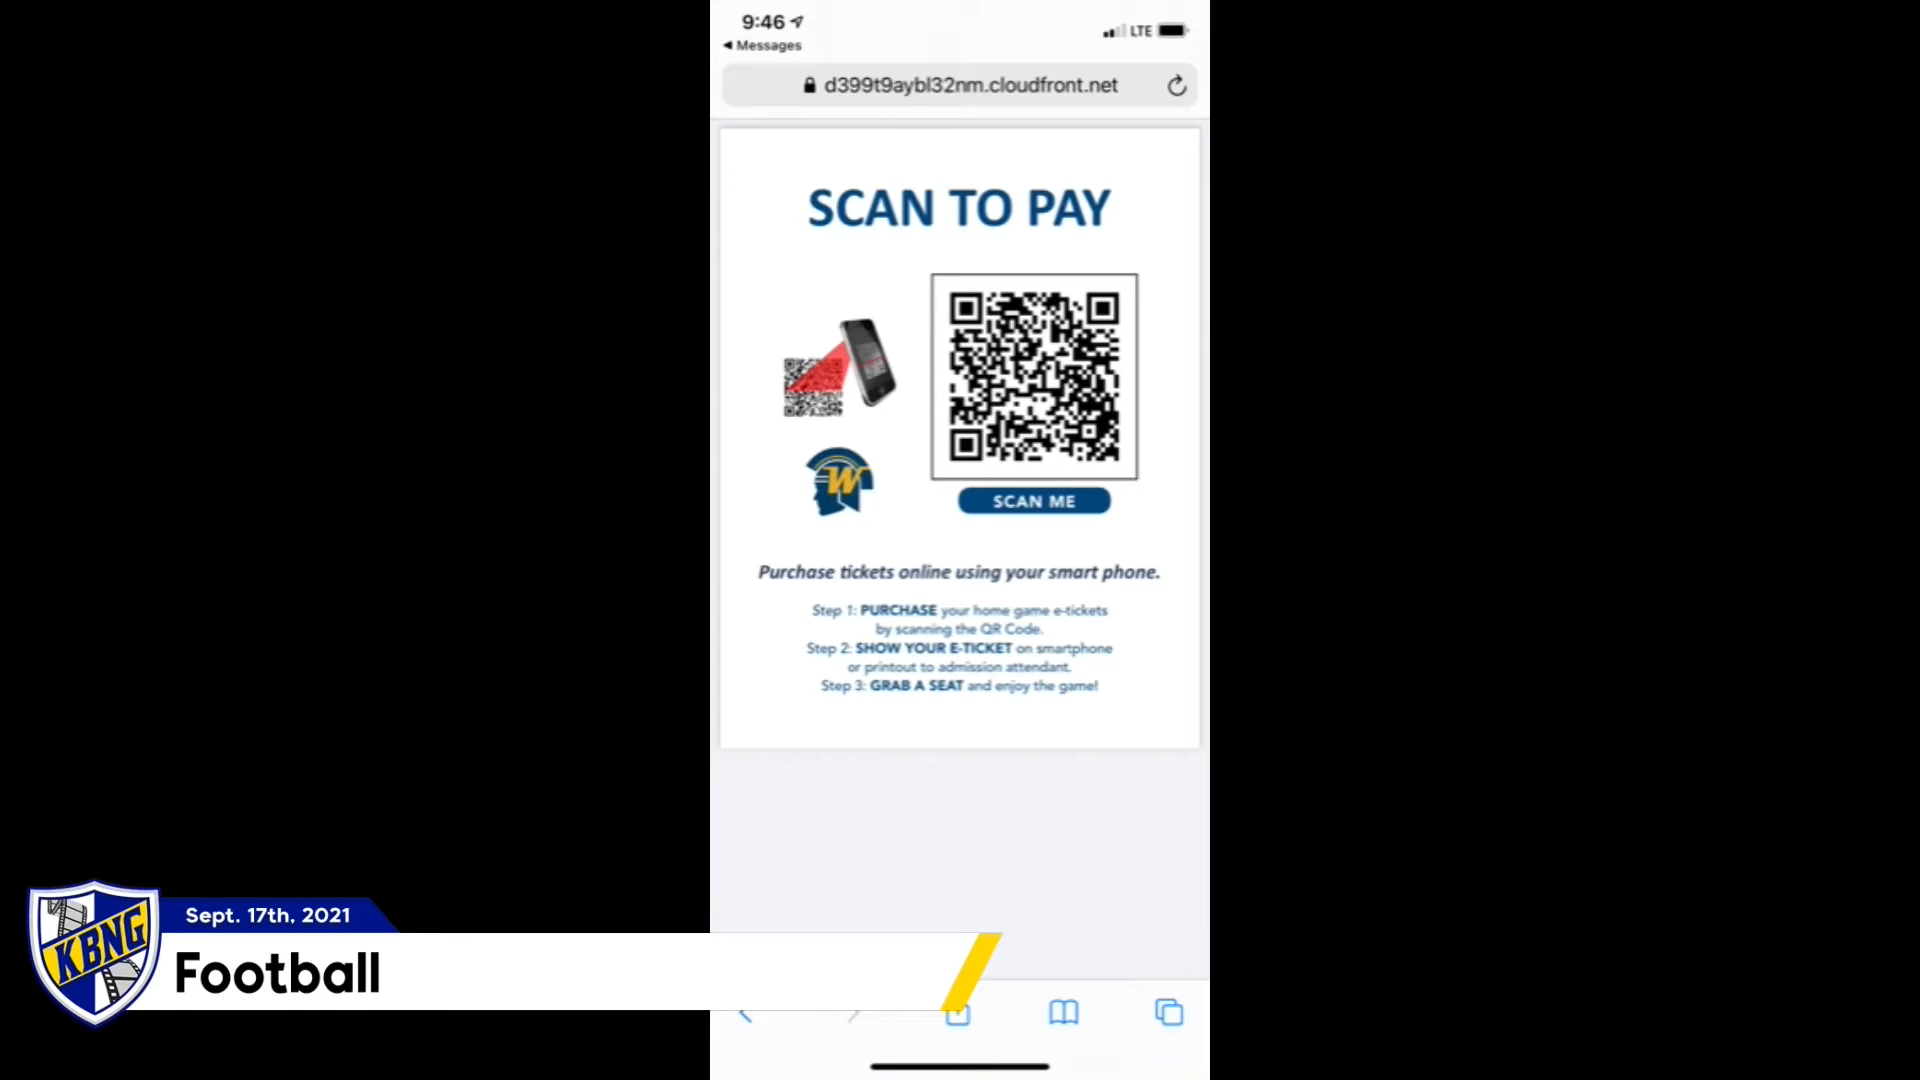 9:46
Messages
LTE
d399t9aybl32nm.cloudfront.net
SCAN TO PAY
W
SCAN ME
Purchase tickets online using your smart phone.
Step 1: PURCHASE your home game e-tickets
by scanning the QR Code.
Step 2: SHOW YOUR E-TICKET on smartphone
or printout to admission attendant.
Step 3: GRAB A SEAT and enjoy the game!
Sept. 17th, 2021
KBNG
Football